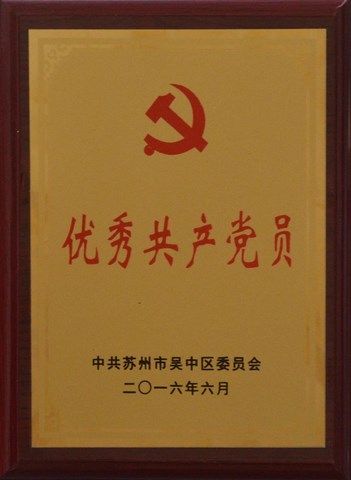 优秀共产党员
中共苏州市吴中区委员会
二〇一六年六月